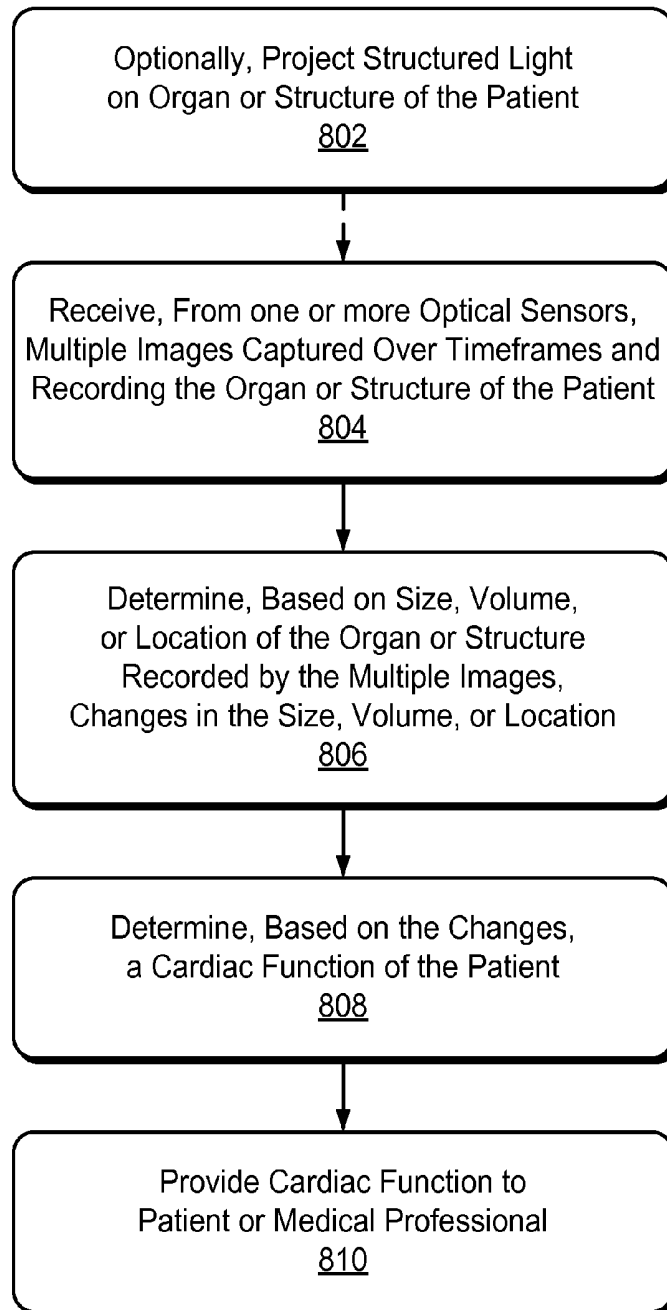 Optionally, Project Structured Light
on Organ or Structure of the Patient
802
Receive, From one or more Optical Sensors,
Multiple Images Captured Over Timeframes and
Recording the Organ or Structure of the Patient
804
Determine, Based on Size, Volume,
or Location of the Organ or Structure
Recorded by the Multiple Images,
Changes in the Size, Volume, or Location
806
Determine, Based on the Changes,
a Cardiac Function of the Patient
808
Provide Cardiac Function to
Patient or Medical Professional
810